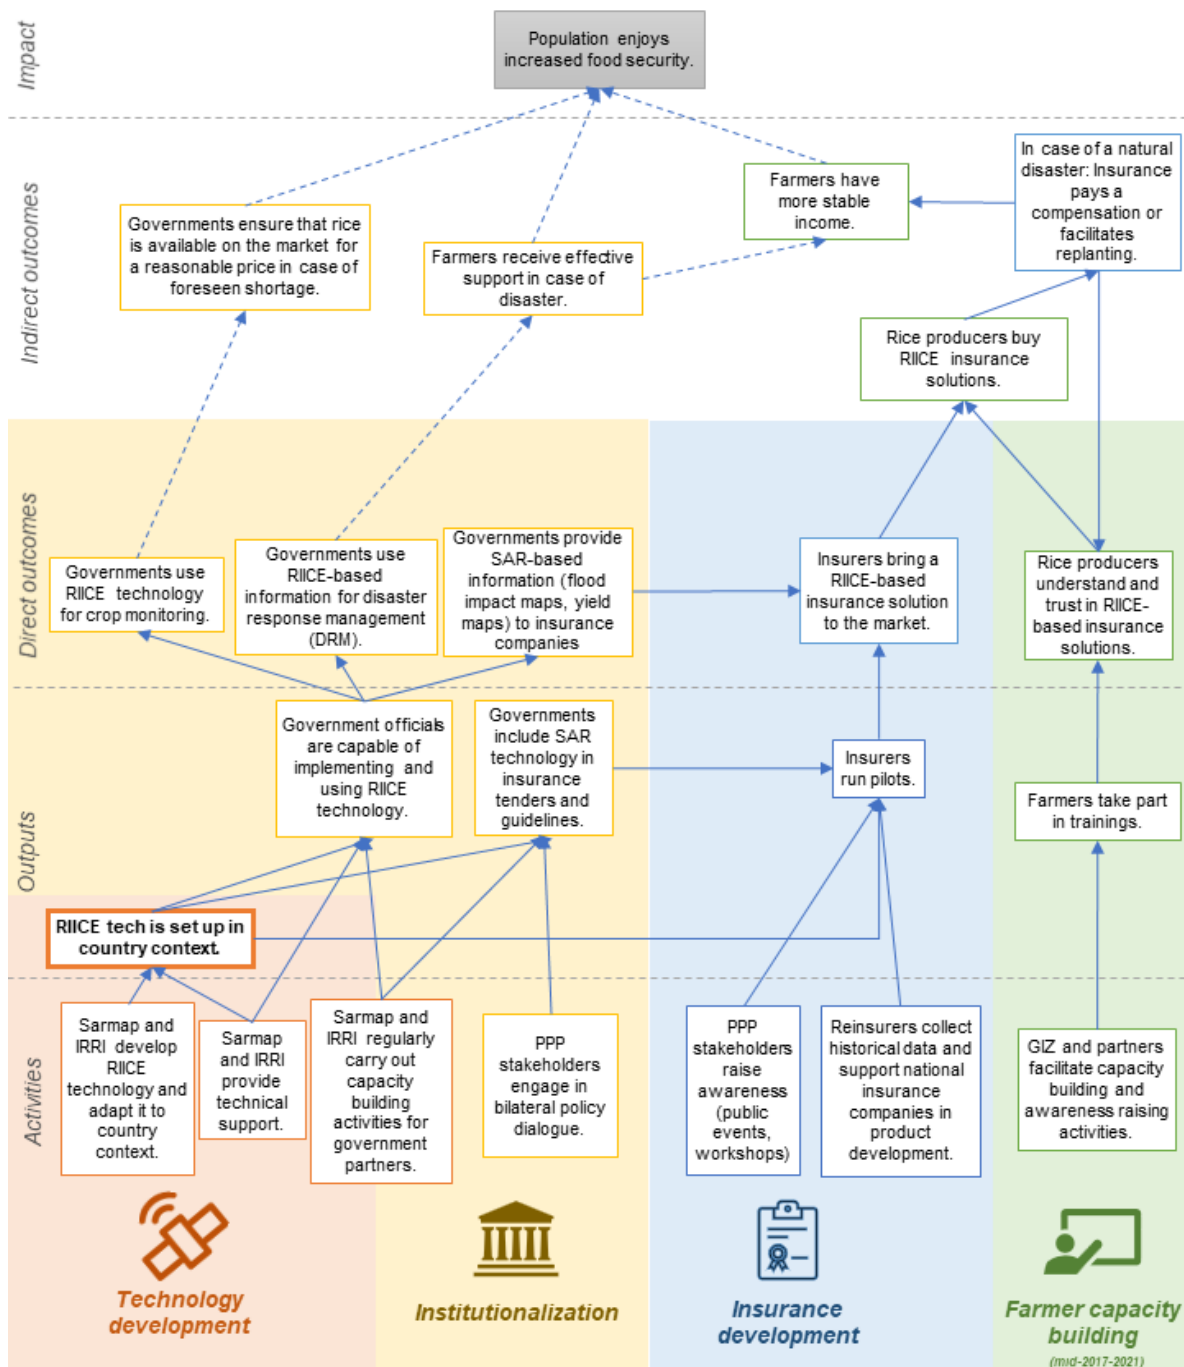 Impact
Population enjoys
increased food security.
Indirect outcomes
In case of a natural
disaster: Insurance
pays a
compensation or
facilitates
replanting.
Farmers have
more stable
income.
Governments ensure that rice
is available on the market for
a reasonable price in case of
foreseen shortage.
Farmers receive effective
support in case of
disaster.
Rice producers buy
RIICE insurance
solutions.
Direct outcomes
Governments use
RIICE technology
for crop monitoring.
Governments use
RIICE-based
information for disaster
response management
(DRM).
Governments provide
SAR-based
information (flood
impact maps, yield
maps) to insurance
companies
Insurers bring a
RIICE-based
insurance solution
to the market.
Rice producers
understand and
trust in RIICE-
based insurance
solutions.
Outputs
Government officials
are capable of
implementing and
using RIICE
technology.
Governments
include SAR
technology in
insurance
tenders and
guidelines.
Insurers
run pilots.
Farmers take part
in trainings.
RIICE tech is set up in
country context.
Activities
Sarmap and
IRRI develop
RIICE
technology and
adapt it to
country
context.
Sarmap
and IRRI
provide
technical
support.
Sarmap and
IRRI regularly
carry out
capacity
building
activities for
government
partners.
PPP
stakeholders
engage in
bilateral policy
dialogue.
PPP
stakeholders
raise
awareness
(public
events,
workshops)
Reinsurers collect
historical data and
support national
insurance
companies in
product
development.
GIZ and partners
facilitate capacity
building and
awareness raising
activities.
Technology
development
Institutionalization
Insurance
development
Farmer capacity
building
(mid-2017-2021)